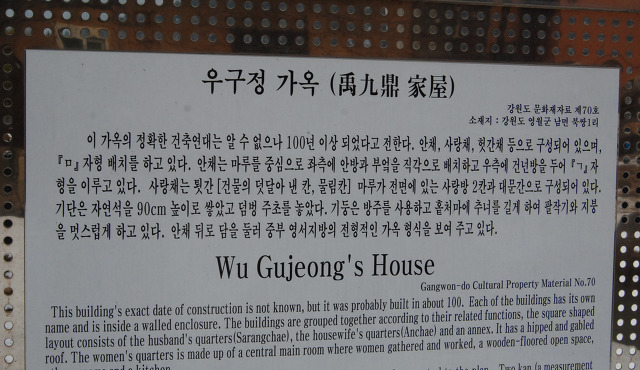 우구정 가옥 (禹九鼎 家屋)
강원도 문화재자료 제70호
소재지 : 강원도 영월군 남면 북쌍1리
이 가옥의 정확한 건축연대는 알 수 없으나 100년 이상 되었다고 전한다. 안채, 사랑채, 헛간채 등으로 구성되어 있으며,
『ㅁ』자형 배치를 하고 있다. 안채는 마루를 중심으로 좌측에 안방과 부엌을 직각으로 배치하고 우측에 건넌방을 두어 『ㄱ』자
형을 이루고 있다. 사랑채는 툇간 [건물의 덧달아 낸 칸, 물림칸] 마루가 전면에 있는 사랑방 2칸과 대문간으로 구성되어 있다.
기단은 자연석을 90cm 높이로 쌓았고 덤벙 주초를 놓았다. 기둥은 방주를 사용하고 홑처마에 추녀를 길게 하여 팔작기와 지붕
을 멋스럽게 하고 있다. 안채 뒤로 담을 둘러 중부 영서지방의 전형적인 가옥 형식을 보여 주고 있다.
Wu Gujeong's House
Gangwon-do Cultural Property Material No.70
This building's exact date of construction is not known, but it was probably built in about 100. Each of the buildings has its own
name and is inside a walled enclosure. The buildings are grouped together according to their related functions, the square shaped
layout consists of the husband's quarters(Sarangchae), the housewife's quarters(Anchae) and an annex. It has a hipped and gabled
roof. The women's quarters is made up of a central main room where women gathered and worked, a wooden-floored open space,
and a kitchen. Two kan (a measurement